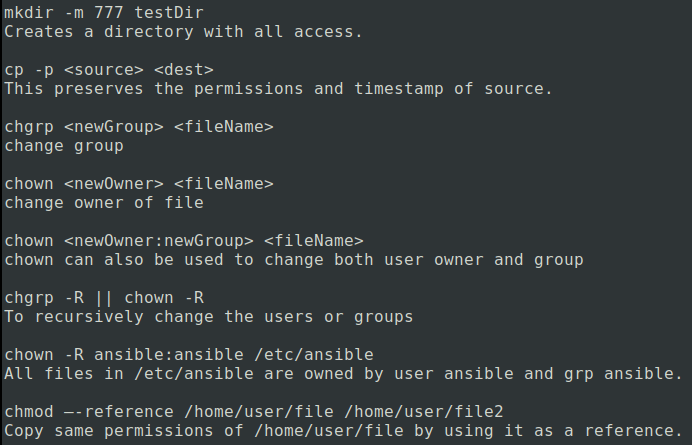 mkdir -m 777 testDir
Creates a directory with all access.
cp -p <source> <dest>
This preserves the permissions and timestamp of source.
chgrp <newGroup> <fileName>
change group
chown <newOwner> <fileName>
change owner of file
chown <newOwner:newGroup> <fileName>
chown can also be used to change both user owner and group
chgrp -R || chown -R
To recursively change the users or groups
chown -R ansible:ansible /etc/ansible
All files in /etc/ansible are owned by user ansible and grp ansible.
chmod –-reference /home/user/file /home/user/file2
Copy same permissions of /home/user/file by using it as a reference.